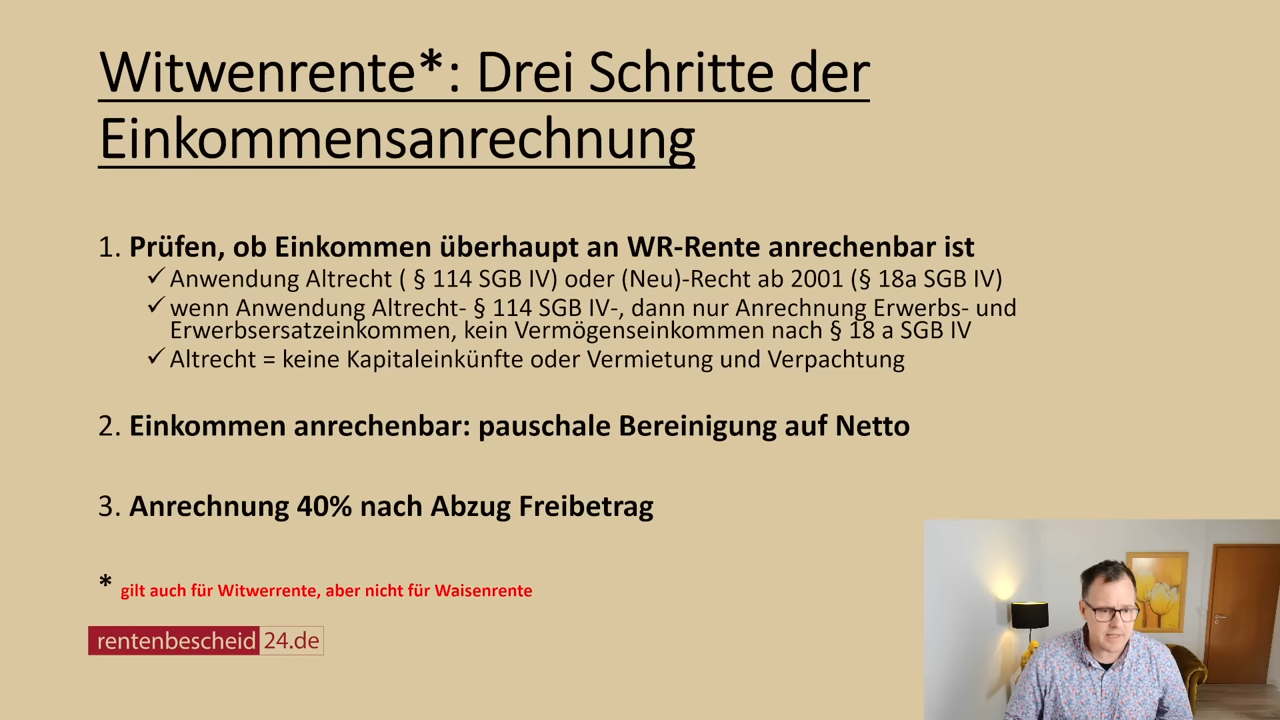 Witwenrente*: Drei Schritte der
Einkommensanrechnung
1. Prüfen, ob Einkommen überhaupt an WR-Rente anrechenbar ist
✓ Anwendung Altrecht ( § 114 SGB IV) oder (Neu)-Recht ab 2001 (§ 18a SGB IV)
✓ wenn Anwendung Altrecht- § 114 SGB IV-, dann nur Anrechnung Erwerbs- und
Erwerbsersatzeinkommen, kein Vermögenseinkommen nach § 18 a SGB IV
✓ Altrecht = keine Kapitaleinkünfte oder Vermietung und Verpachtung
2. Einkommen anrechenbar: pauschale Bereinigung auf Netto
3. Anrechnung 40% nach Abzug Freibetrag
* gilt auch für Witwerrente, aber nicht für Waisenrente
rentenbescheid 24.de